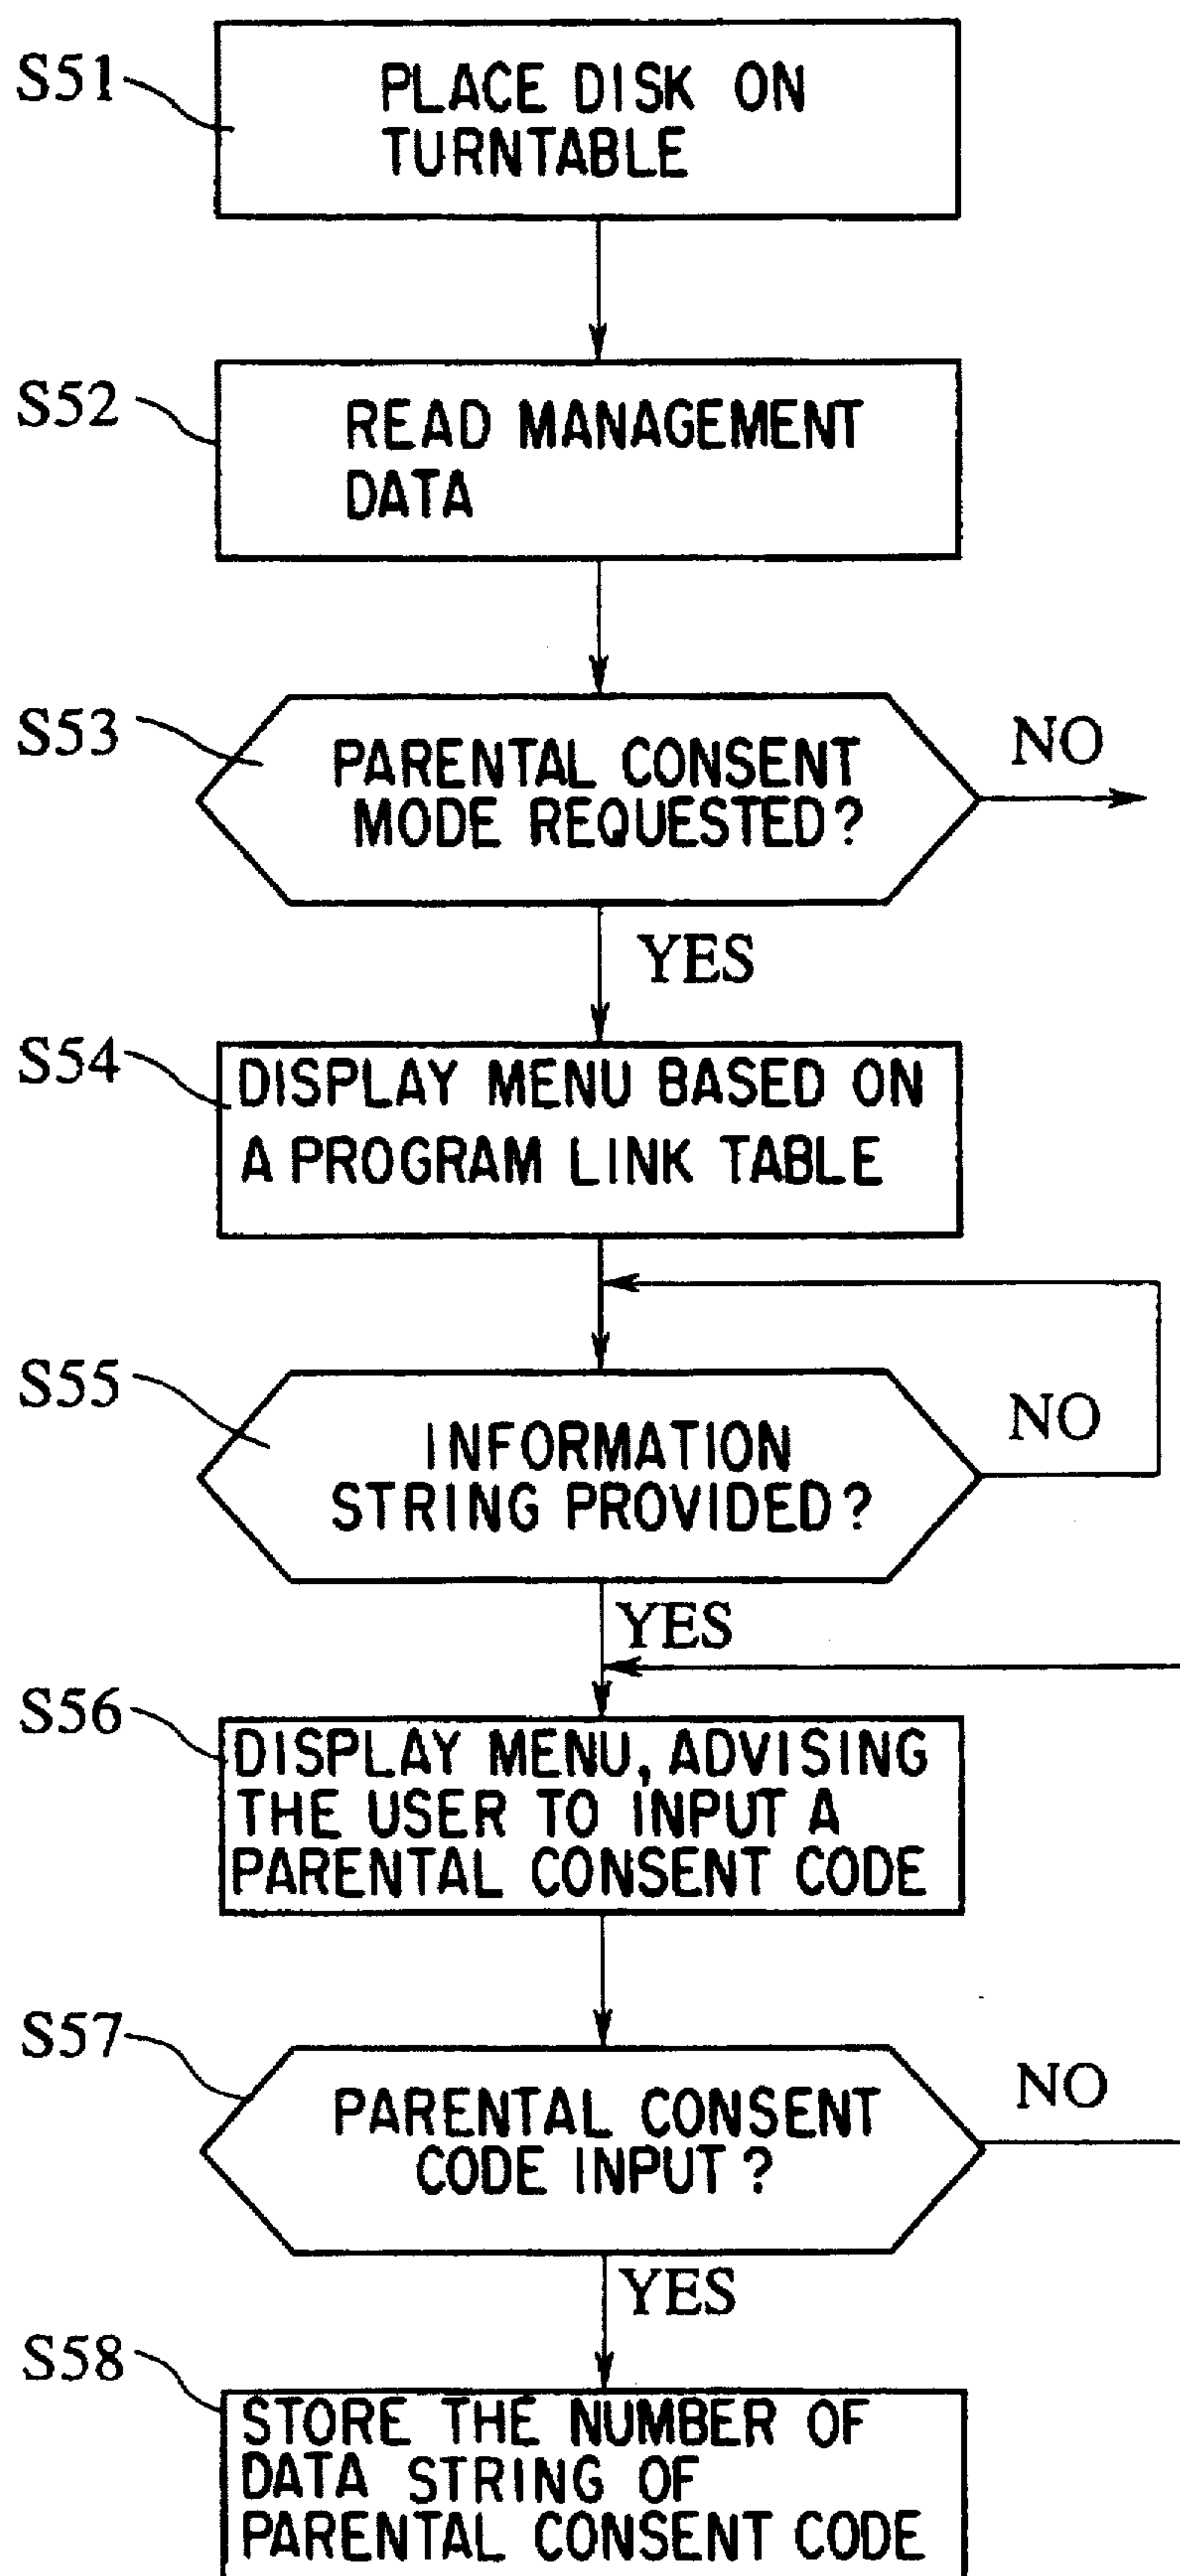 S51
PLACE DISK ON
TURNTABLE
S52
READ MANAGEMENT
DATA
S53
PARENTAL CONSENT
MODE REQUESTED?
NO
YES
S54
DISPLAY MENU BASED ON
A PROGRAM LINK TABLE
S55
INFORMATION
STRING PROVIDED?
NO
YES
S56
DISPLAY MENU, ADVISING
THE USER TO INPUT A
PARENTAL CONSENT CODE
S57
PARENTAL CONSENT
CODE INPUT?
NO
YES
S58
STORE THE NUMBER OF
DATA STRING OF
PARENTAL CONSENT CODE